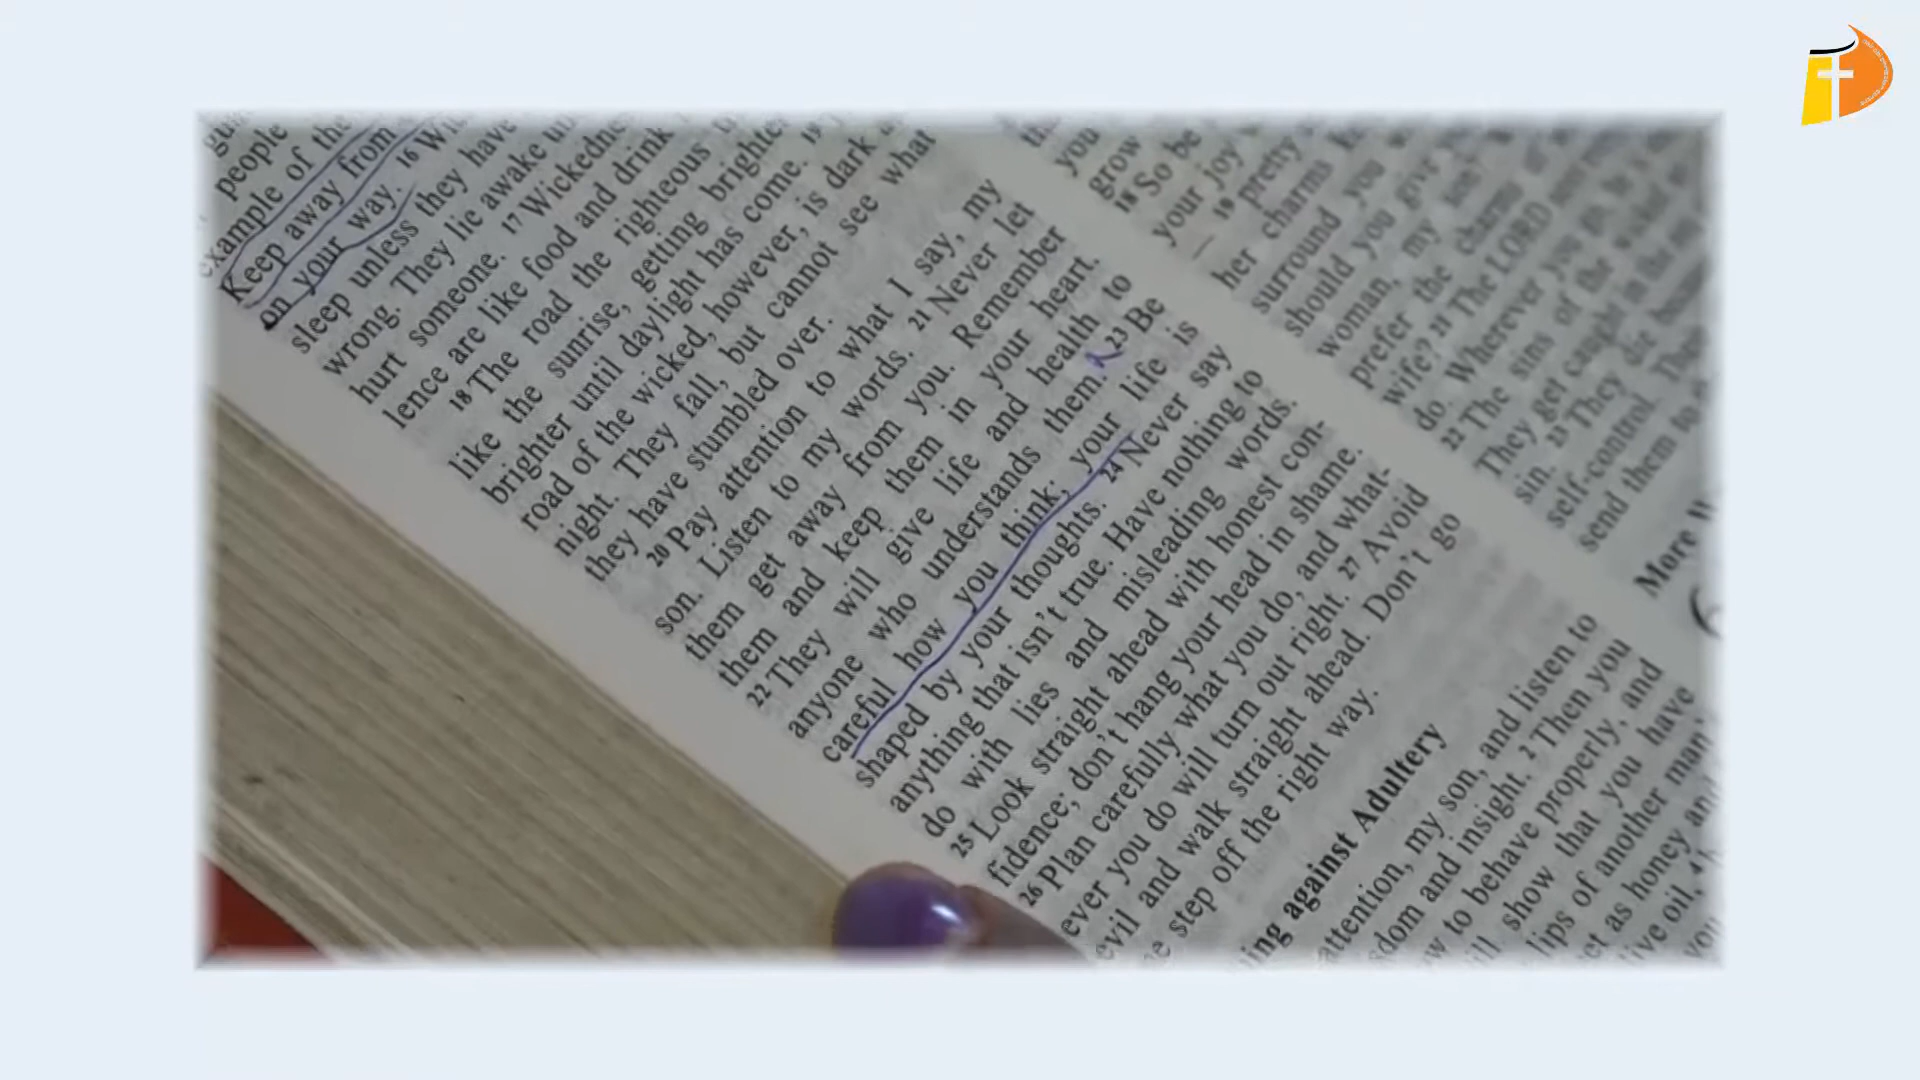 people
example of the
Keep away from
on your way. 16
sleep unless they have
wrong. They lie awake
hurt someone. 17 Wickedness
lence are like food and drink
18 The road the righteous
like the sunrise, getting brighter
brighter until daylight has come. 19
road of the wicked, however, is dark
night. They fall, but cannot see what
they have stumbled over.
20 Pay attention to what I say, my
son. Listen to my words. 21 Never let
them get away from you. Remember
them and keep them in your heart.
22 They will give life and health to
anyone who understands them. 23 Be
careful how you think; your life is
shaped by your thoughts. 24 Never say
anything that isn't true. Have nothing to
do with lies and misleading words.
25 Look straight ahead with honest con-
fidence; don't hang your head in shame.
26 Plan carefully what you do, and what-
ever you do will turn out right. 27 Avoid
evil and walk straight ahead. Don't go
step off the right way.
against Adultery
attention, my son, and listen to
and insight. 2 Then you
to behave properly, and
show that you have
lips of another man
as honey and
oil, 4
you
grow
18 So be
your joy
19 pretty
her charms
surround you
should you give
woman, my son?
prefer the charms of
wife? 21 The LORD
do. Wherever you go, he
22 The sins of the wicked
They get caught in the
sin. 23 They die
self-control.
send them to
More
6